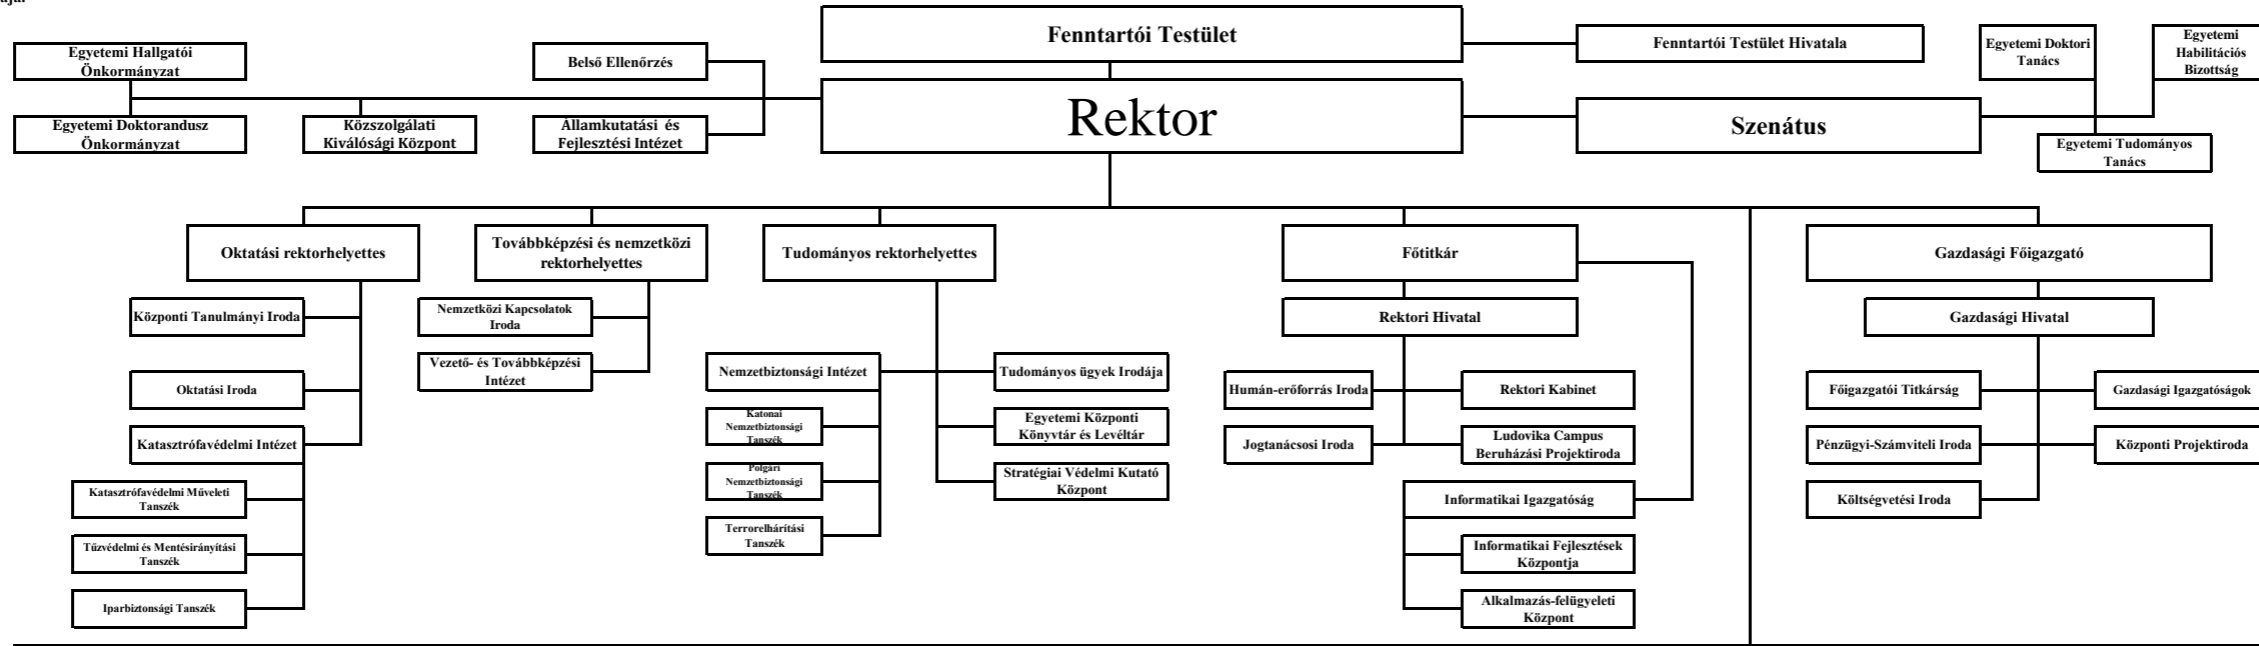 Fenntartói Testület
Fenntartói Testület Hivatala
Egyetemi Hallgatói
Önkormányzat
Belső Ellenőrzés
Egyetemi Doktori
Tanács
Egyetemi
Habilitációs
Bizottság
Rektor
Szenátus
Egyetemi Doktorandusz
Önkormányzat
Közszolgálati
Kiválósági Központ
Államkutatási és
Fejlesztési Intézet
Egyetemi Tudományos
Tanács
Oktatási rektorhelyettes
Továbbképzési és nemzetközi
rektorhelyettes
Tudományos rektorhelyettes
Főtitkár
Gazdasági Főigazgató
Központi Tanulmányi Iroda
Nemzetközi Kapcsolatok
Iroda
Rektori Hivatal
Gazdasági Hivatal
Vezető- és Továbbképzési
Intézet
Nemzetbiztonsági Intézet
Tudományos ügyek Irodája
Oktatási Iroda
Humán-erőforrás Iroda
Rektori Kabinet
Főigazgatói Titkárság
Gazdasági Igazgatóságok
Katonai
Nemzetbiztonsági
Tanszék
Egyetemi Központi
Könyvtár és Levéltár
Katasztrófavédelmi Intézet
Jogtanácsosi Iroda
Ludovika Campus
Beruházási Projektiroda
Pénzügyi-Számviteli Iroda
Központi Projektiroda
Polgári
Nemzetbiztonsági
Tanszék
Stratégiai Védelmi Kutató
Központ
Katasztrófavédelmi Műveleti
Tanszék
Informatikai Igazgatóság
Költségvetési Iroda
Terrorelhárítási
Tanszék
Tűzvédelmi és Mentésirányítási
Tanszék
Informatikai Fejlesztések
Központja
Iparbiztonsági Tanszék
Alkalmazás-felügyeleti
Központ